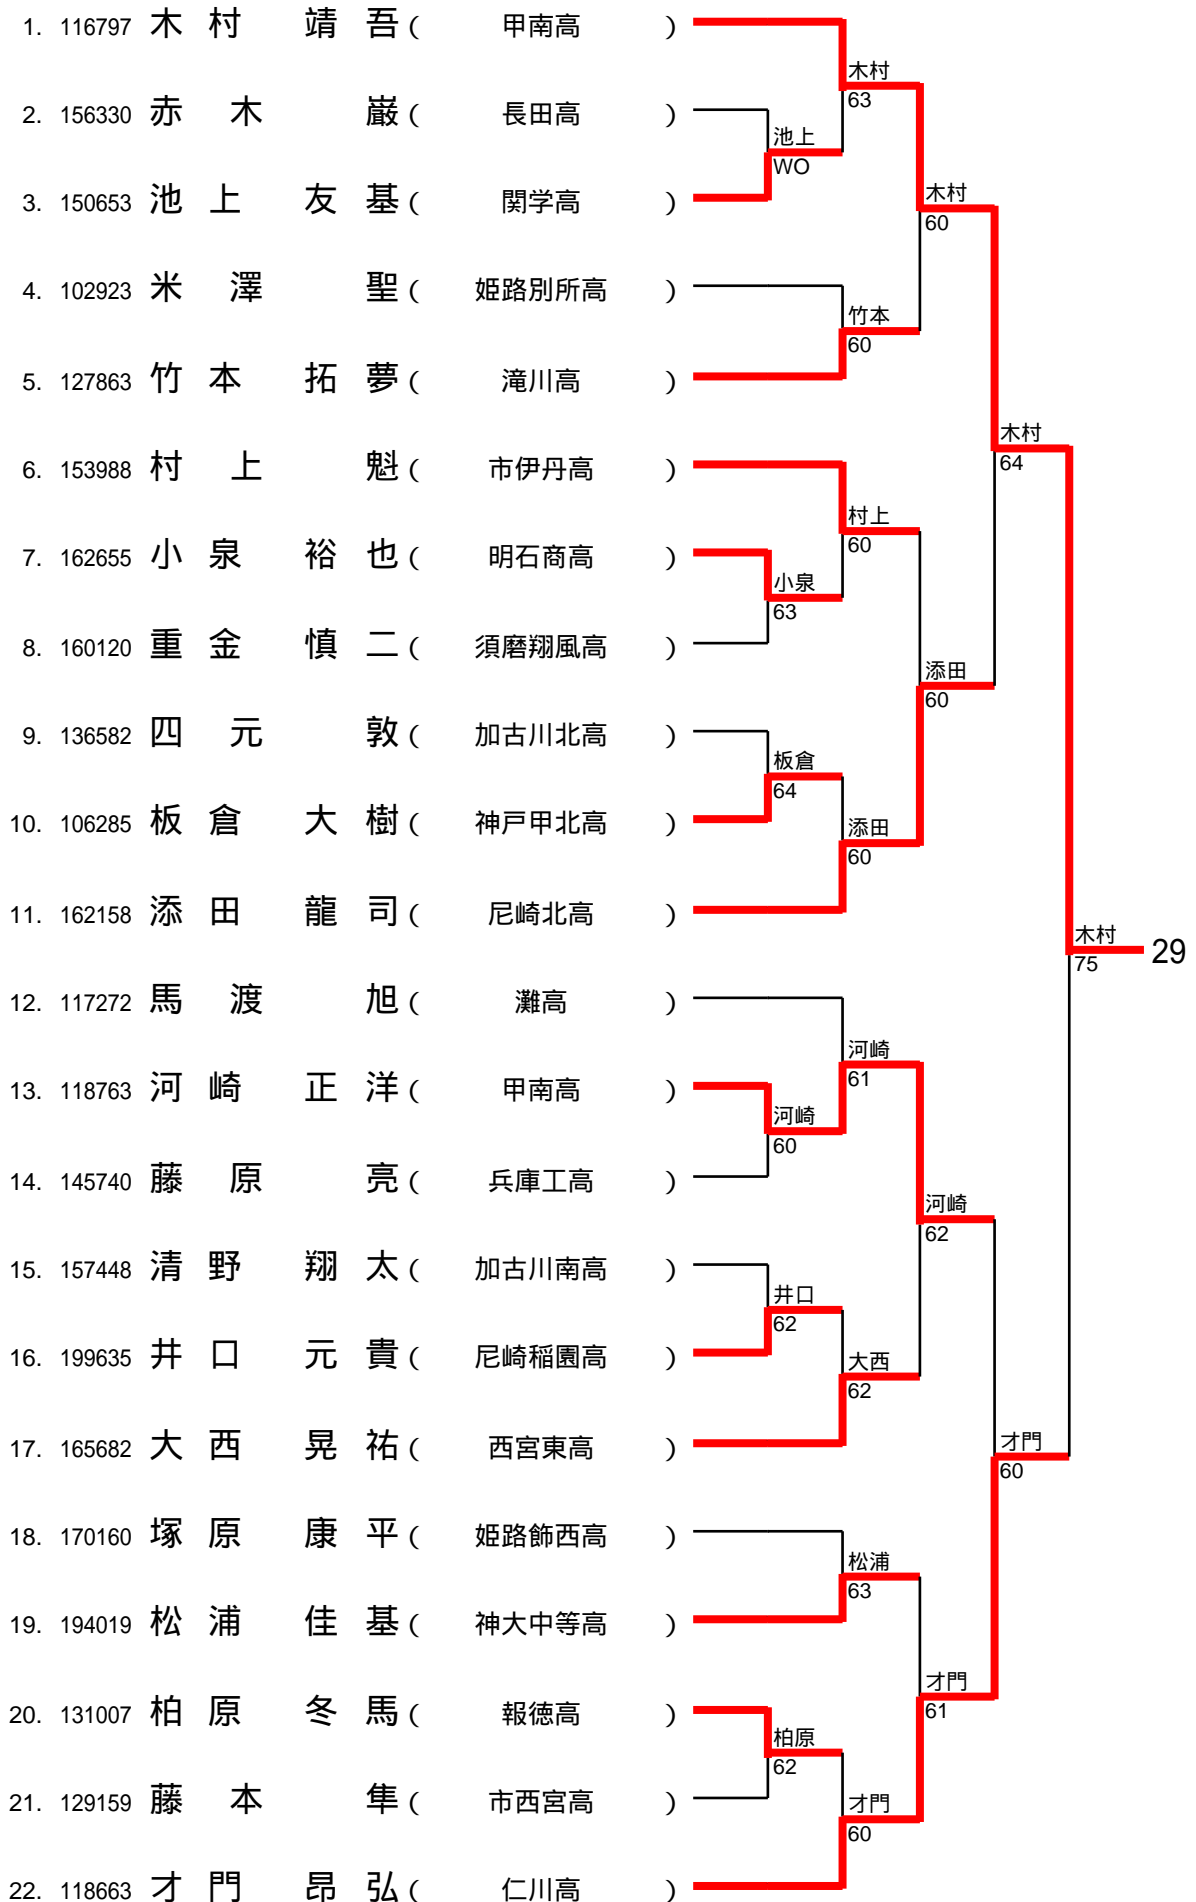 1. 116797 木村 靖吾 ( 甲南高 )
木村
2. 156330 赤木 巌 ( 長田高 )
63
池上
WO
3. 150653 池上 友基 ( 関学高 )
木村
60
4. 102923 米澤 聖 ( 姫路別所高 )
竹本
60
5. 127863 竹本 拓夢 ( 滝川高 )
木村
64
6. 153988 村上 魁 ( 市伊丹高 )
村上
60
7. 162655 小泉 裕也 ( 明石商高 )
小泉
63
8. 160120 重金 慎二 ( 須磨翔風高 )
添田
60
9. 136582 四元 敦 ( 加古川北高 )
板倉
64
10. 106285 板倉 大樹 ( 神戸甲北高 )
添田
60
11. 162158 添田 龍司 ( 尼崎北高 )
木村
75
29
12. 117272 馬渡 旭 ( 灘高 )
河崎
61
13. 118763 河崎 正洋 ( 甲南高 )
河崎
60
14. 145740 藤原 亮 ( 兵庫工高 )
河崎
62
15. 157448 清野 翔太 ( 加古川南高 )
井口
62
16. 199635 井口 元貴 ( 尼崎稲園高 )
大西
62
17. 165682 大西 晃祐 ( 西宮東高 )
才門
60
18. 170160 塚原 康平 ( 姫路飾西高 )
松浦
63
19. 194019 松浦 佳基 ( 神大中等高 )
才門
61
20. 131007 柏原 冬馬 ( 報徳高 )
柏原
62
21. 129159 藤本 隼 ( 市西宮高 )
才門
60
22. 118663 才門 昂弘 ( 仁川高 )